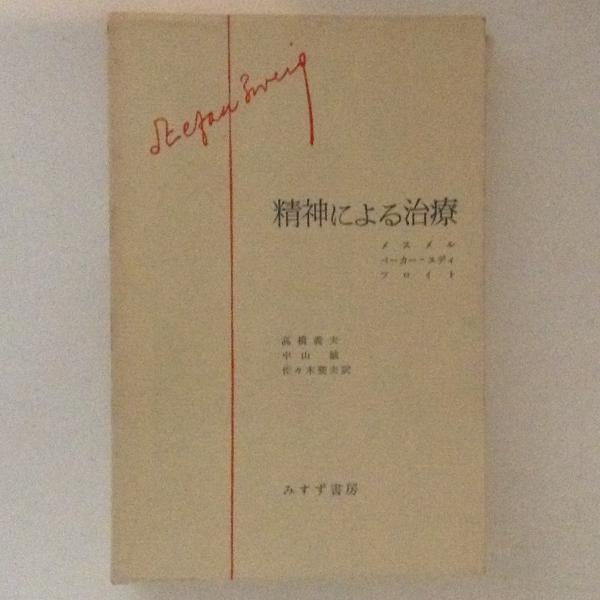 Stefan Zweig
精神による治療
メスメル
ベーカー=エディ
フロイト
高橋義夫
中山誠
佐々木斐夫訳
みすず書房